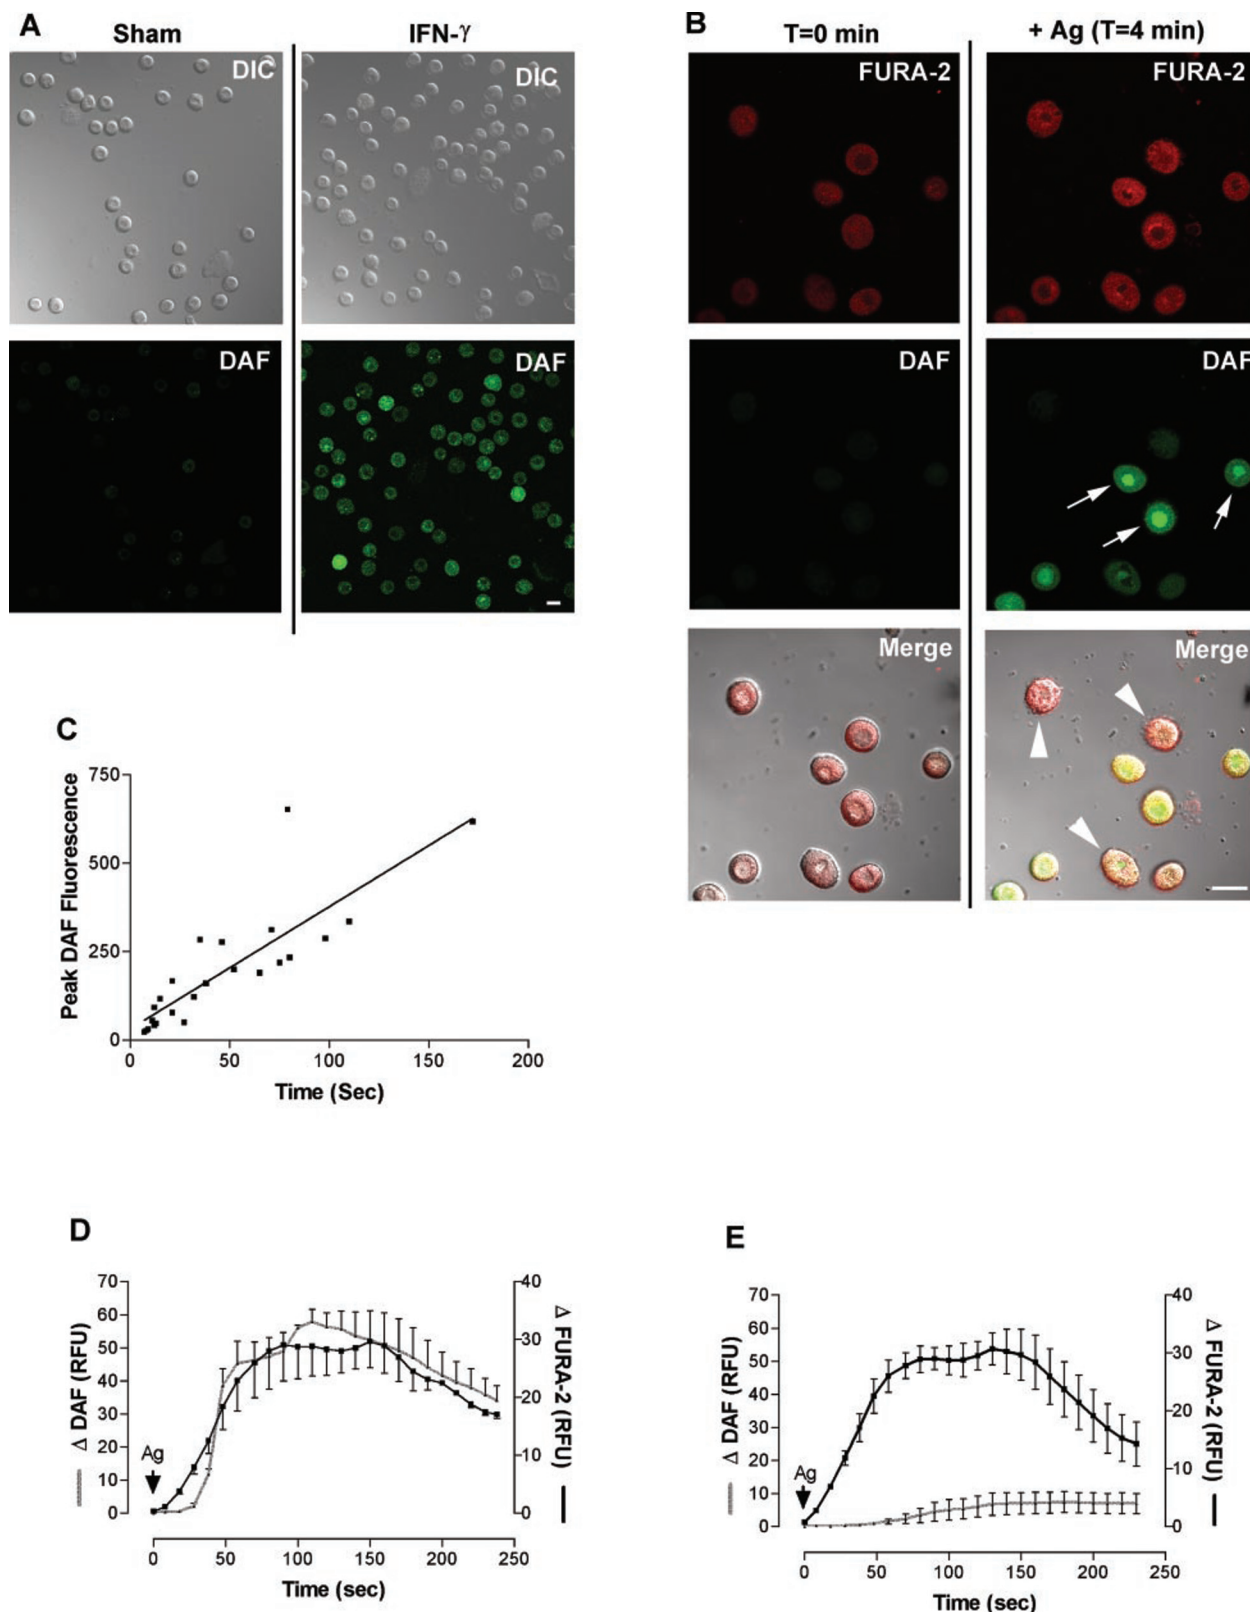 A
Sham
IFN-γ
DIC
DIC
DAF
DAF
B
T=0 min
+ Ag (T=4 min)
FURA-2
FURA-2
DAF
DAF
Merge
Merge
C
Peak DAF Fluorescence
750
500
250
0
0 50 100 150 200
Time (Sec)
D
Δ DAF (RFU)
70
60
50
40
30
20
10
0
Ag
40
30
20
10
0
Δ FURA-2 (RFU)
0 50 100 150 200 250
Time (sec)
E
Δ DAF (RFU)
70
60
50
40
30
20
10
0
Ag
40
30
20
10
0
Δ FURA-2 (RFU)
0 50 100 150 200 250
Time (sec)